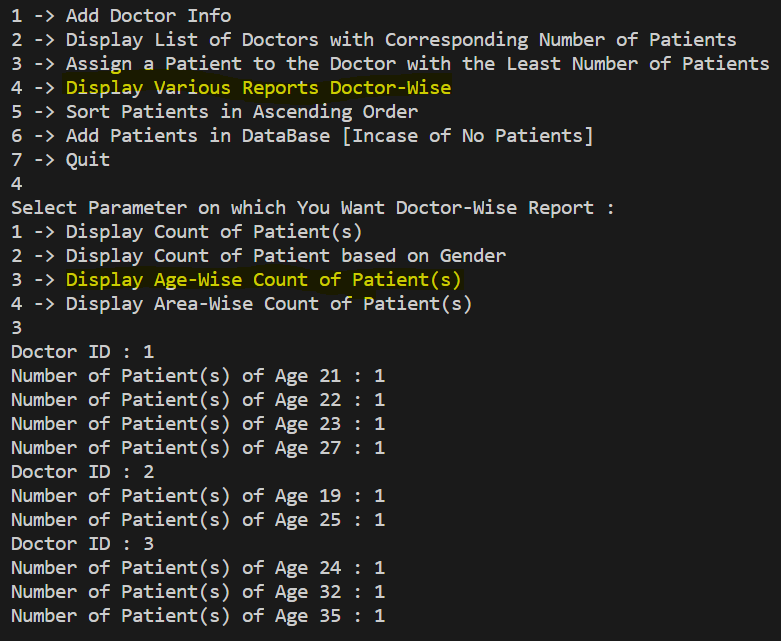 1 -> Add Doctor Info
2 -> Display List of Doctors with Corresponding Number of Patients
3 -> Assign a Patient to the Doctor with the Least Number of Patients
4 -> Display Various Reports Doctor-Wise
5 -> Sort Patients in Ascending Order
6 -> Add Patients in DataBase [Incase of No Patients]
7 -> Quit
4
Select Parameter on which You Want Doctor-Wise Report :
1 -> Display Count of Patient(s)
2 -> Display Count of Patient based on Gender
3 -> Display Age-Wise Count of Patient(s)
4 -> Display Area-Wise Count of Patient(s)
3
Doctor ID : 1
Number of Patient(s) of Age 21 : 1
Number of Patient(s) of Age 22 : 1
Number of Patient(s) of Age 23 : 1
Number of Patient(s) of Age 27 : 1
Doctor ID : 2
Number of Patient(s) of Age 19 : 1
Number of Patient(s) of Age 25 : 1
Doctor ID : 3
Number of Patient(s) of Age 24 : 1
Number of Patient(s) of Age 32 : 1
Number of Patient(s) of Age 35 : 1